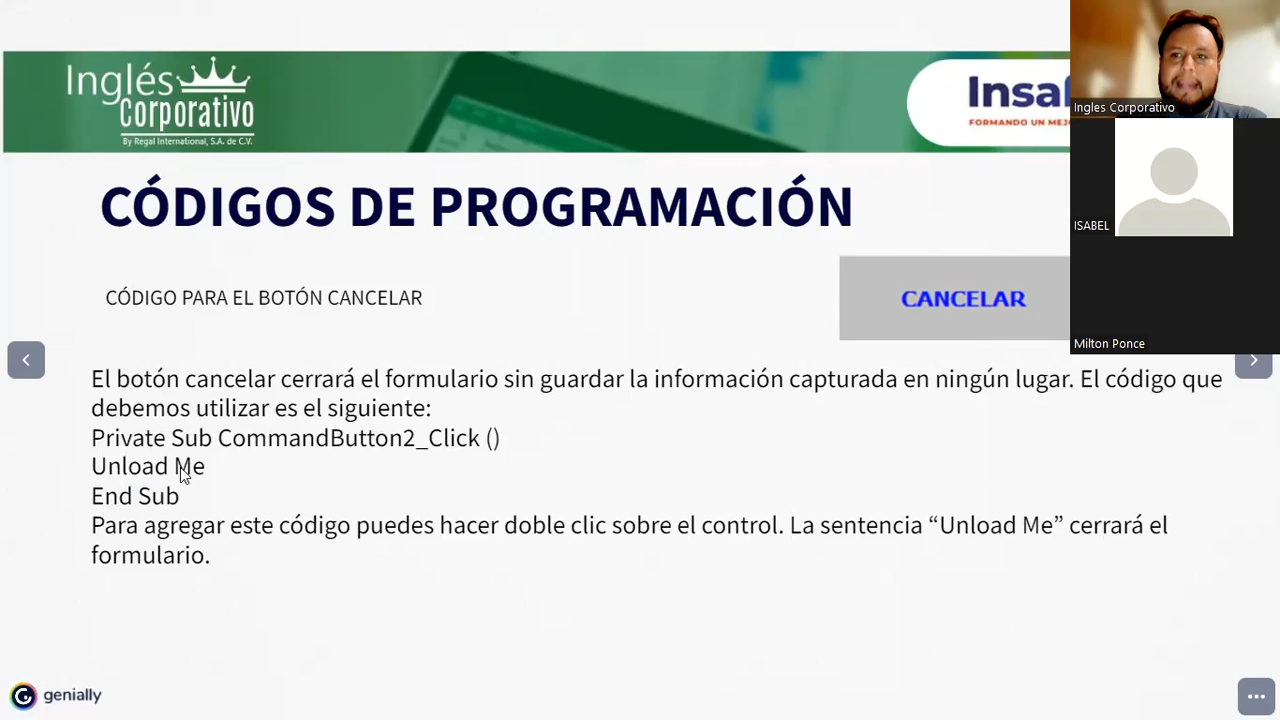 Inglés
Corporativo
By Regal International, S.A. de C.V.
Insaf
FORMANDO UN MEJ
Ingles Corporativo
CÓDIGOS DE PROGRAMACIÓN
ISABEL
CÓDIGO PARA EL BOTÓN CANCELAR
CANCELAR
Milton Ponce
El botón cancelar cerrará el formulario sin guardar la información capturada en ningún lugar. El código que
debemos utilizar es el siguiente:
Private Sub CommandButton2_Click ()
Unload Me
End Sub
Para agregar este código puedes hacer doble clic sobre el control. La sentencia “Unload Me” cerrará el
formulario.
genially